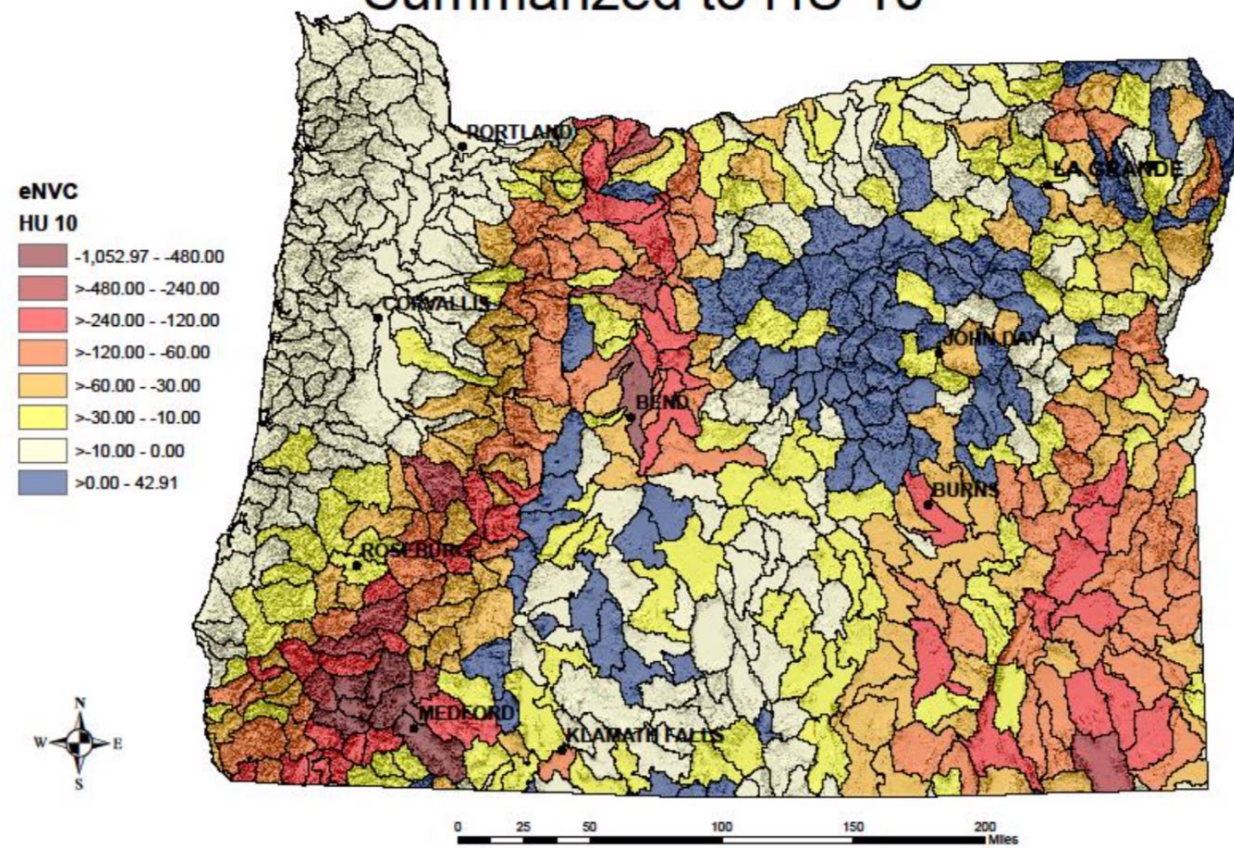 Summarized to HU-10
PORTLAND
LA GRANDE
eNVC
HU 10
-1,052.97 - -480.00
>-480.00 - -240.00
>-240.00 - -120.00
>-120.00 - -60.00
>-60.00 - -30.00
>-30.00 - -10.00
>-10.00 - 0.00
>0.00 - 42.91
CORVALLIS
JOHN DAY
BEND
BURNS
ROSEBURG
MEDFORD
KLAMATH FALLS
N
W E
S
0 25 50 100 150 200
Miles